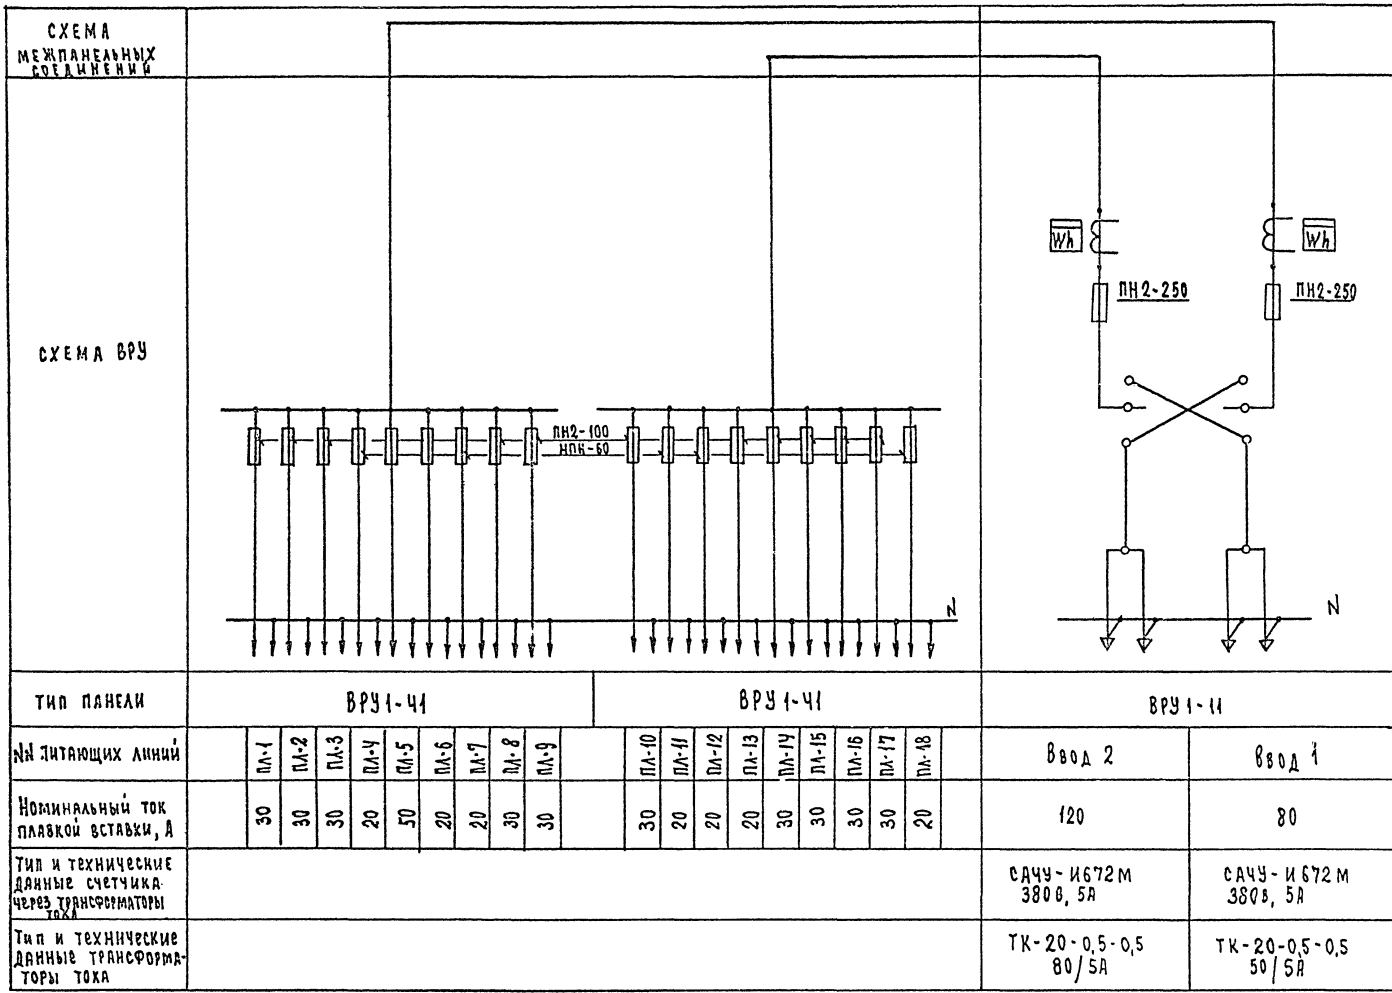 СХЕМА
МЕЖПАНЕЛЬНЫХ
СОЕДИНЕНИЙ
СХЕМА ВРУ
Wh
Wh
ПН2-250
ПН2-250
ПН2-100
НПК-60
N
N
ТИП ПАНЕЛИ
ВРУ1-Ч1
ВРУ1-Ч1
ВРУ1-11
NN ПИТАЮЩИХ ЛИНИЙ
ПЛ-1
ПЛ-2
ПЛ-3
ПЛ-4
ПЛ-5
ПЛ-6
ПЛ-7
ПЛ-8
ПЛ-9
ПЛ-10
ПЛ-11
ПЛ-12
ПЛ-13
ПЛ-14
ПЛ-15
ПЛ-16
ПЛ-17
ПЛ-18
ВВОД 2
ВВОД 1
НОМИНАЛЬНЫЙ ТОК
ПЛАВКОЙ ВСТАВКИ, А
30
30
30
20
50
20
20
30
30
30
20
20
20
30
30
30
30
20
120
80
ТИП И ТЕХНИЧЕСКИЕ
ДАННЫЕ СЧЕТЧИКА
ЧЕРЕЗ ТРАНСФОРМАТОРЫ
ТОКА
САЧУ-И672М
380В, 5А
САЧУ-И672М
380В, 5А
ТИП И ТЕХНИЧЕСКИЕ
ДАННЫЕ ТРАНСФОРМА-
ТОРЫ ТОКА
ТК-20-0,5-0,5
80/5А
ТК-20-0,5-0,5
50/5А